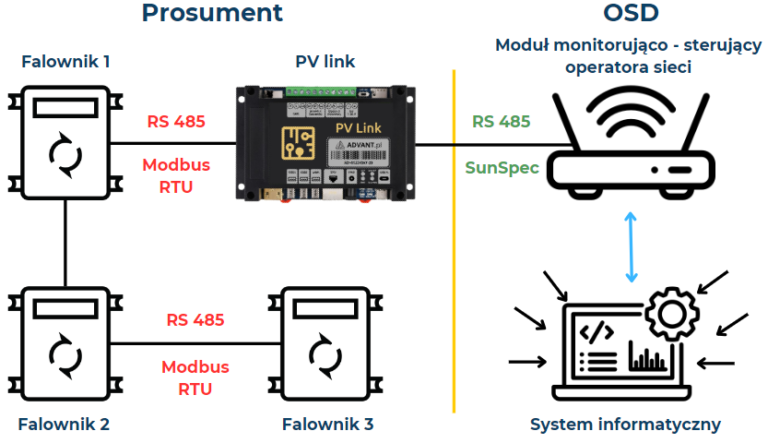 Prosument
OSD
Falownik 1
PV link
Moduł monitorująco - sterujący
operatora sieci
RS 485
Modbus
RTU
PV Link
ADVANT.pl
RS 485
SunSpec
RS 485
Modbus
RTU
Falownik 2
Falownik 3
System informatyczny